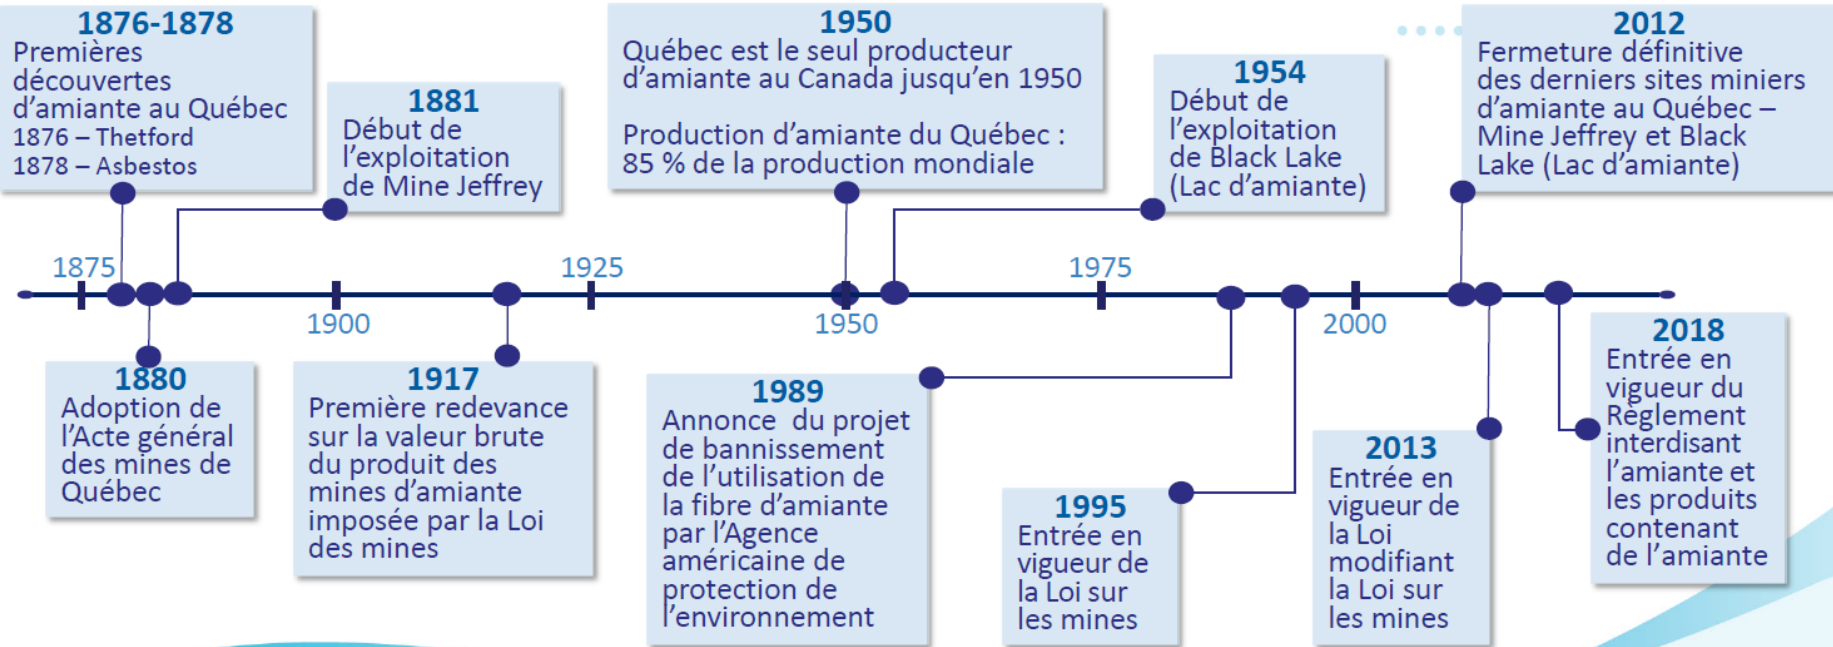 1876-1878
Premières
découvertes
d'amiante au Québec
1876 – Thetford
1878 – Asbestos
1881
Début de
l'exploitation
de Mine Jeffrey
1950
Québec est le seul producteur
d'amiante au Canada jusqu'en 1950
Production d'amiante du Québec :
85 % de la production mondiale
1954
Début de
l'exploitation
de Black Lake
(Lac d'amiante)
2012
Fermeture définitive
des derniers sites miniers
d'amiante au Québec –
Mine Jeffrey et Black
Lake (Lac d'amiante)
1875
1900
1925
1950
1975
2000
1880
Adoption de
l'Acte général
des mines de
Québec
1917
Première redevance
sur la valeur brute
du produit des
mines d'amiante
imposée par la Loi
des mines
1989
Annonce du projet
de bannissement
de l'utilisation de
la fibre d'amiante
par l'Agence
américaine de
protection de
l'environnement
1995
Entrée en
vigueur de
la Loi sur
les mines
2013
Entrée en
vigueur de
la Loi
modifiant
la Loi sur
les mines
2018
Entrée en
vigueur du
Règlement
interdisant
l'amiante et
les produits
contenant
de l'amiante